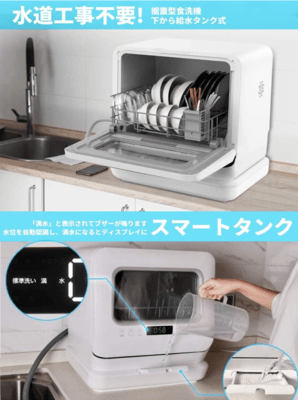 水道工事不要!
据置型食洗機
下から給水タンク式
「満水」と表示されてブザーが鳴ります
水位を自動認識し、満水になるとディスプレイに
スマートタンク
標準洗い 満 水
0:58